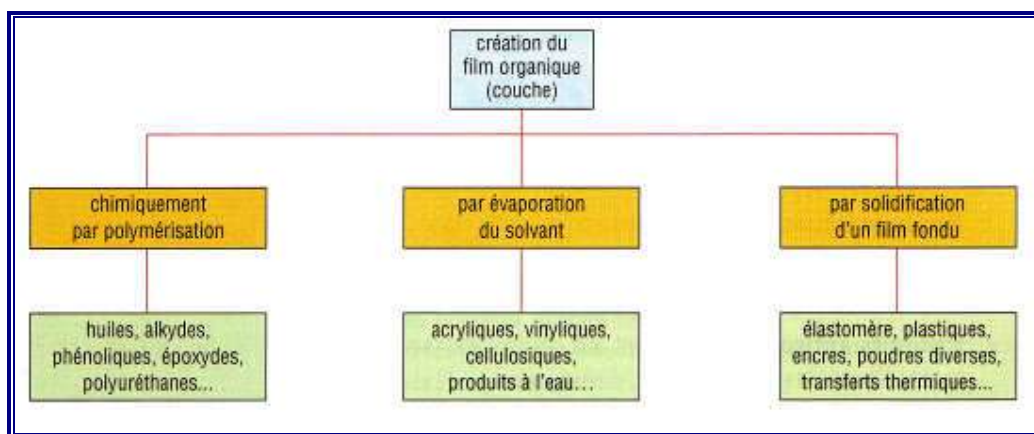 création du
film organique
(couche)
chimiquement
par polymérisation
par évaporation
du solvant
par solidification
d'un film fondu
huiles, alkydes,
phénoliques, époxydes,
polyuréthanes...
acryliques, vinyliques,
cellulosiques,
produits à l'eau...
élastomère, plastiques,
encres, poudres diverses,
transferts thermiques...